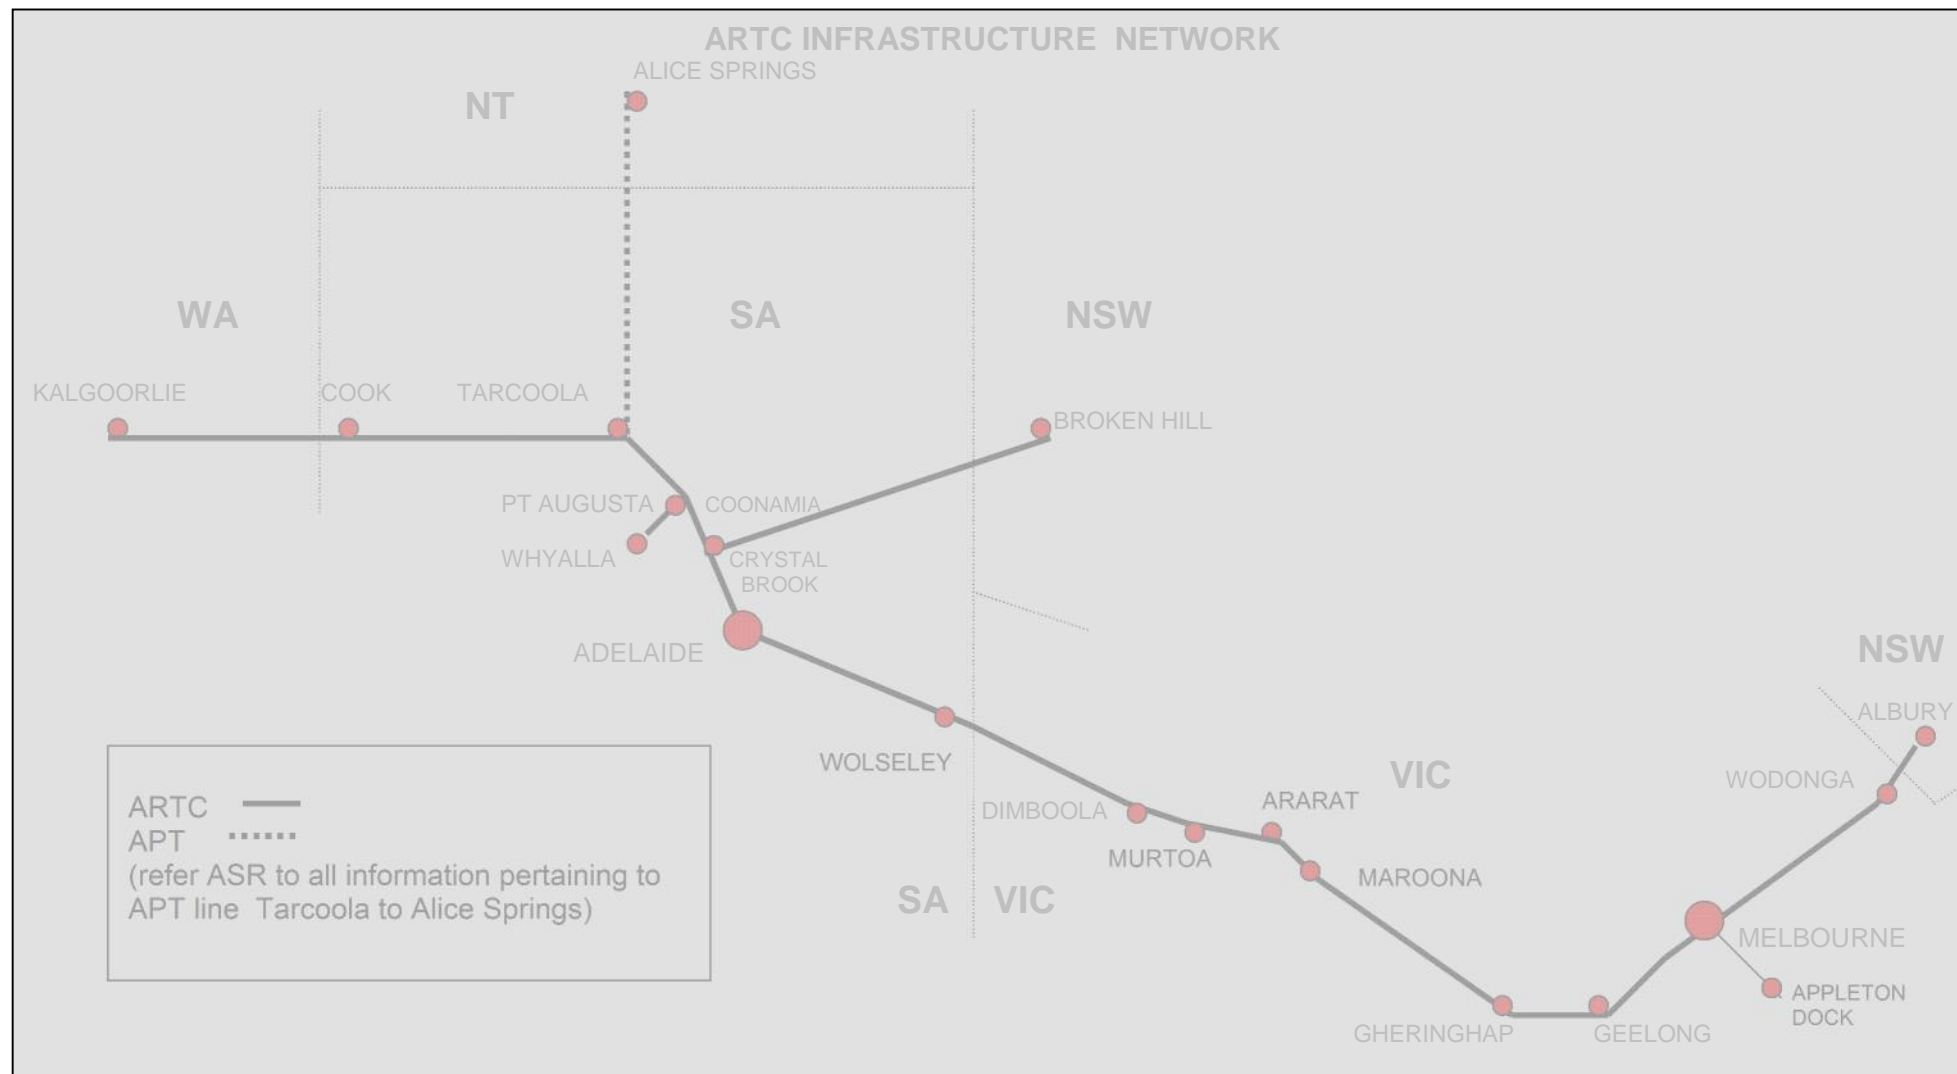 ARTC INFRASTRUCTURE NETWORK
ALICE SPRINGS
NT
WA
SA
NSW
KALGOORLIE
COOK
TARCOOLA
BROKEN HILL
PT AUGUSTA
COONAMIA
WHYALLA
CRYSTAL
BROOK
ADELAIDE
NSW
ALBURY
WOLSELEY
VIC
WODONGA
DIMBOOLA
ARARAT
MURTOA
MAROONA
SA
VIC
MELBOURNE
APPLETON
DOCK
GHERINGHAP
GEELONG
ARTC
APT
(refer ASR to all information pertaining to
APT line Tarcoola to Alice Springs)